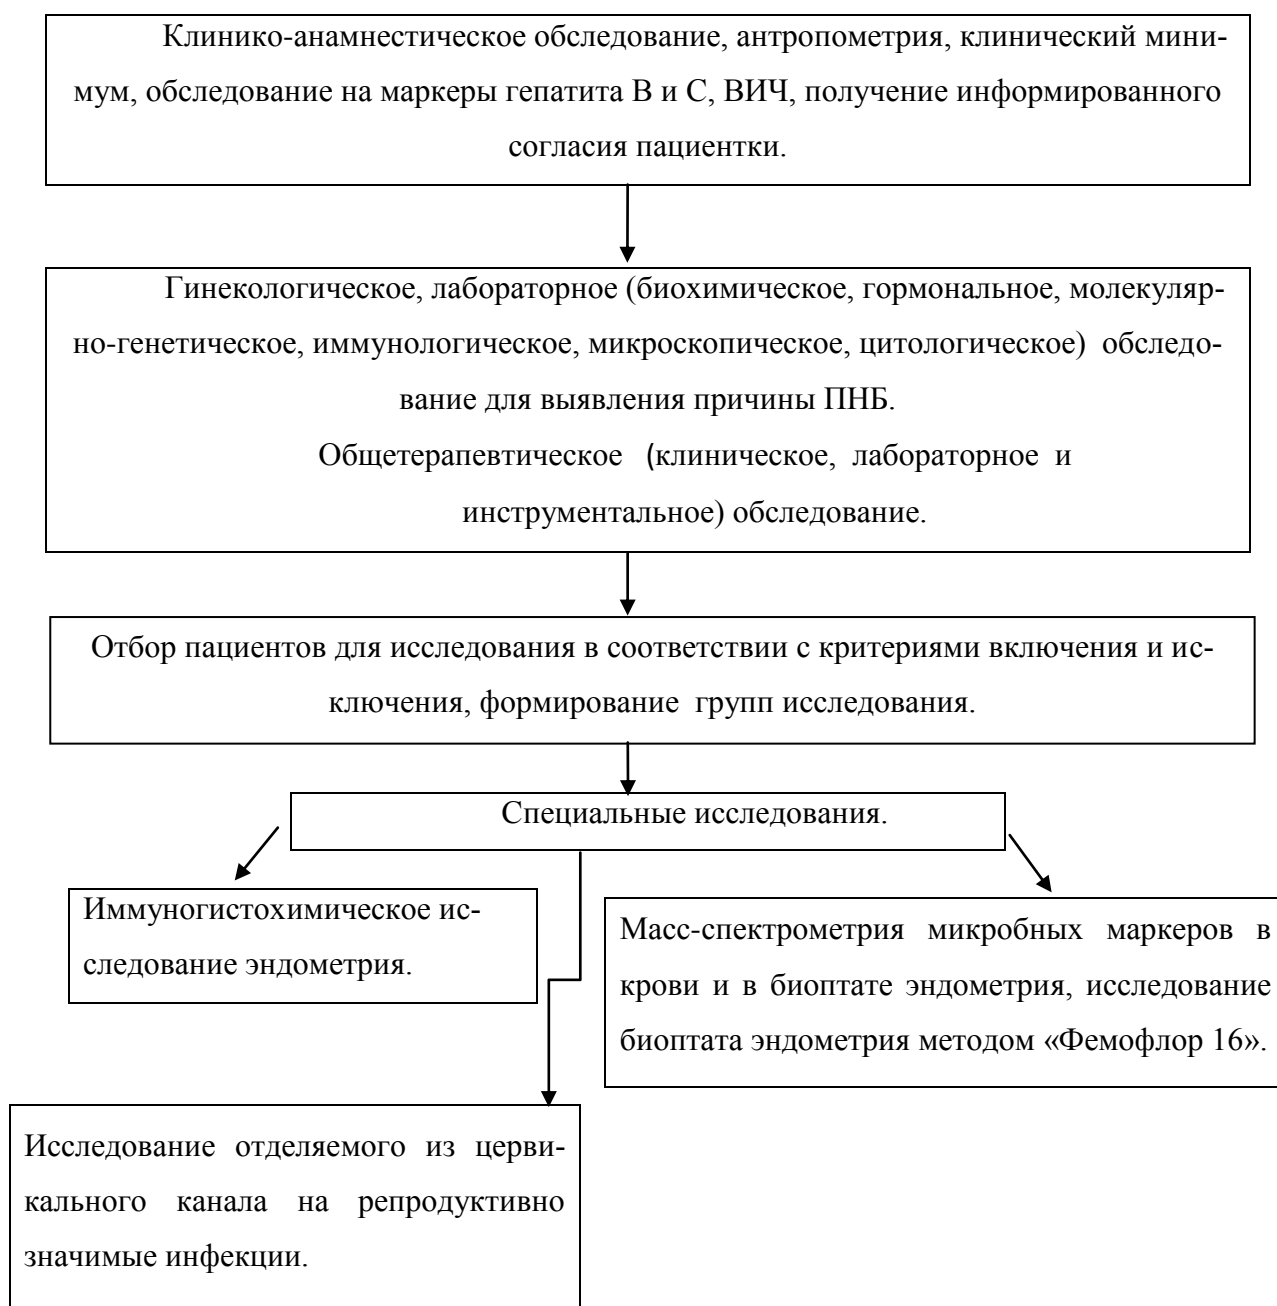 Клинико-анамнестическое обследование, антропометрия, клинический мини-
мум, обследование на маркеры гепатита В и С, ВИЧ, получение информированного
согласия пациентки.
Гинекологическое, лабораторное (биохимическое, гормональное, молекуляр-
но-генетическое, иммунологическое, микроскопическое, цитологическое) обследо-
вание для выявления причины ПНБ.
Общетерапевтическое (клиническое, лабораторное и
инструментальное) обследование.
Отбор пациентов для исследования в соответствии с критериями включения и ис-
ключения, формирование групп исследования.
Специальные исследования.
Иммуногистохимическое ис-
следование эндометрия.
Масс-спектрометрия микробных маркеров в
крови и в биоптате эндометрия, исследование
биоптата эндометрия методом «Фемофлор 16».
Исследование отделяемого из церви-
кального канала на репродуктивно
значимые инфекции.